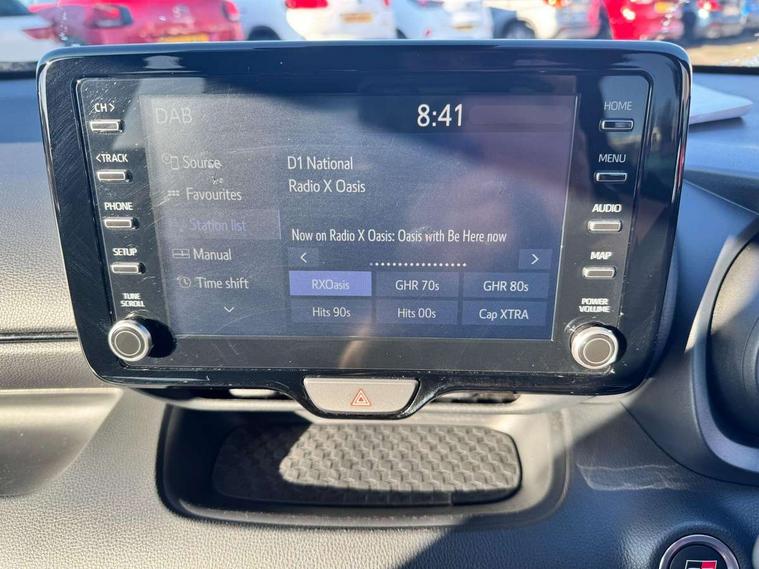 DAB
8:41
CH>
HOME
<TRACK
MENU
PHONE
AUDIO
SETUP
MAP
TUNE
SCROLL
POWER
VOLUME
Source
Favourites
Station list
Manual
Time shift
D1 National
Radio X Oasis
Now on Radio X Oasis: Oasis with Be Here now
< >
RXOasis GHR 70s GHR 80s
Hits 90s Hits 00s Cap XTRA